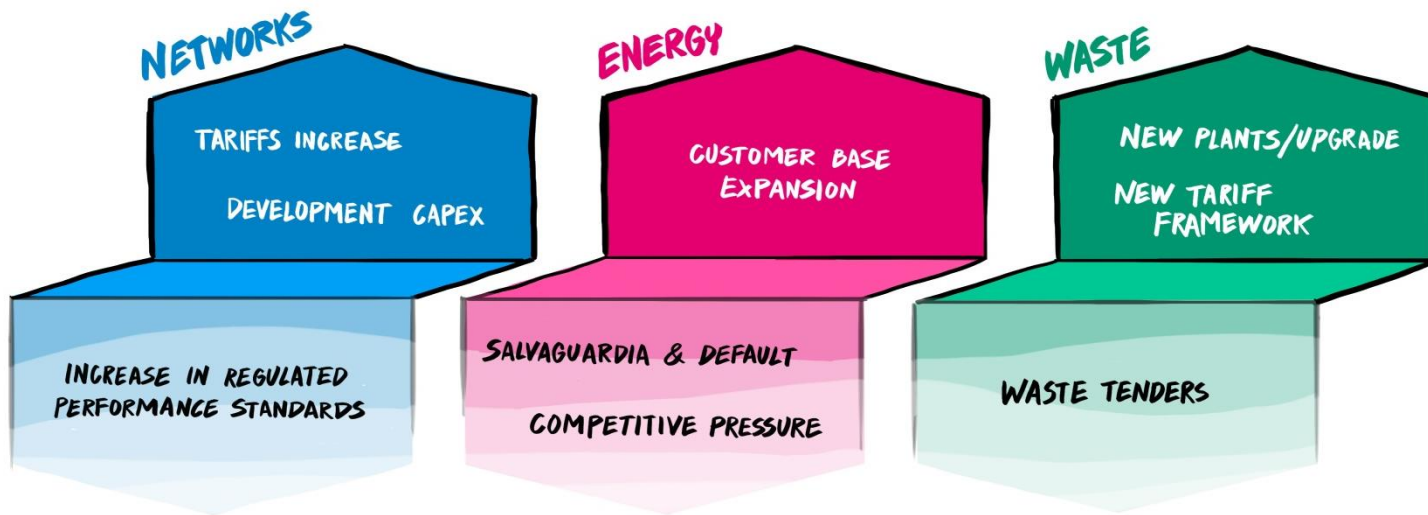 NETWORKS
TARIFFS INCREASE
DEVELOPMENT CAPEX
INCREASE IN REGULATED
PERFORMANCE STANDARDS
ENERGY
CUSTOMER BASE
EXPANSION
SALVAGUARDIA & DEFAULT
COMPETITIVE PRESSURE
WASTE
NEW PLANTS/UPGRADE
NEW TARIFF
FRAMEWORK
WASTE TENDERS